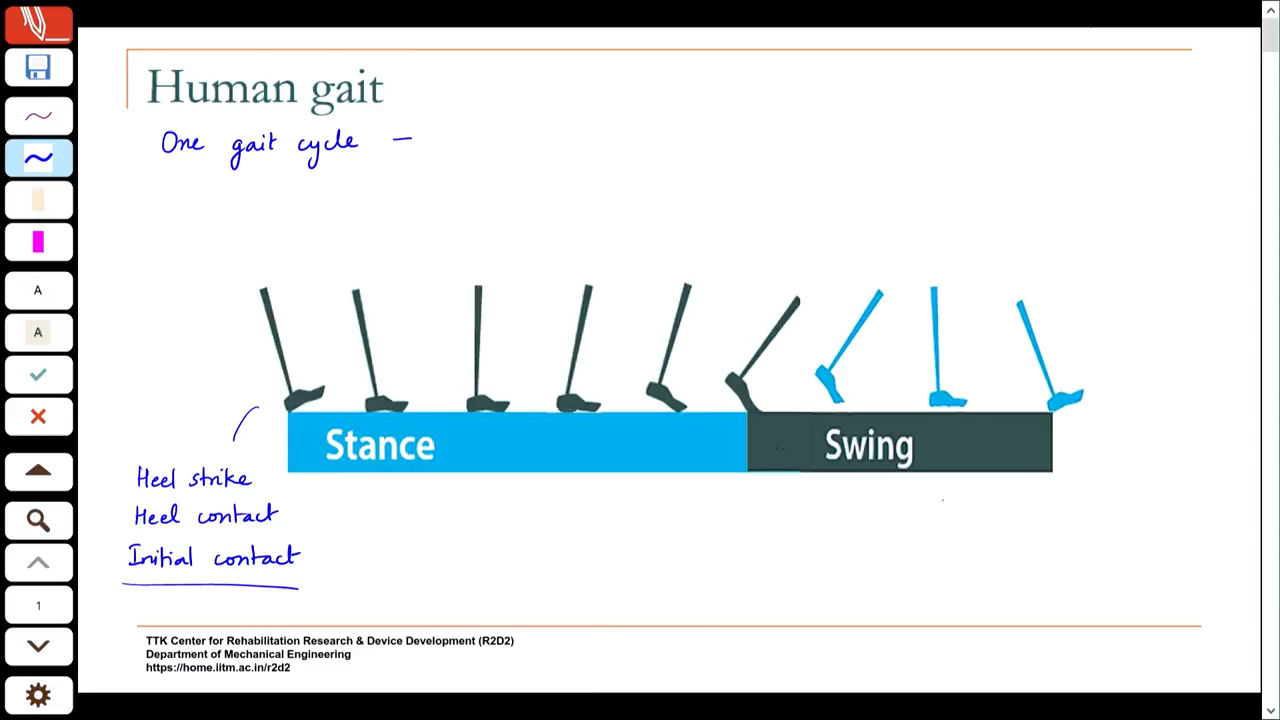 Human gait
One gait cycle –
Stance
Swing
Heel strike
Heel contact
Initial contact
TTK Center for Rehabilitation Research & Device Development (R2D2)
Department of Mechanical Engineering
https://home.iitm.ac.in/r2d2
A
A
1